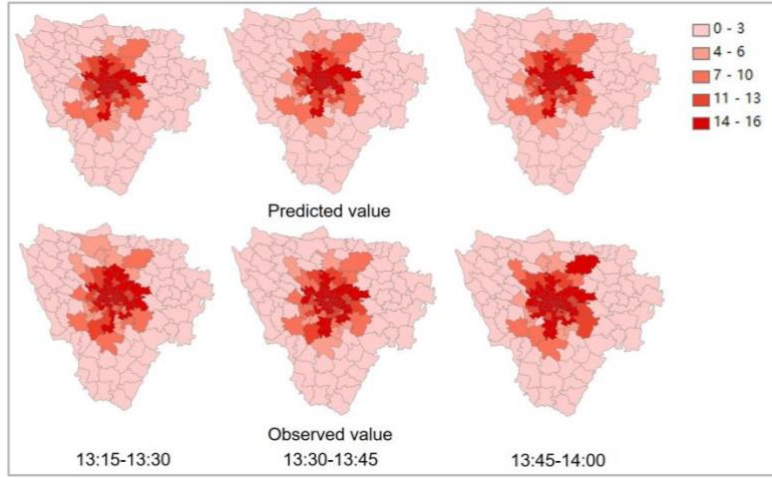 0 - 3
4 - 6
7 - 10
11 - 13
14 - 16
Predicted value
Observed value
13:15-13:30
13:30-13:45
13:45-14:00